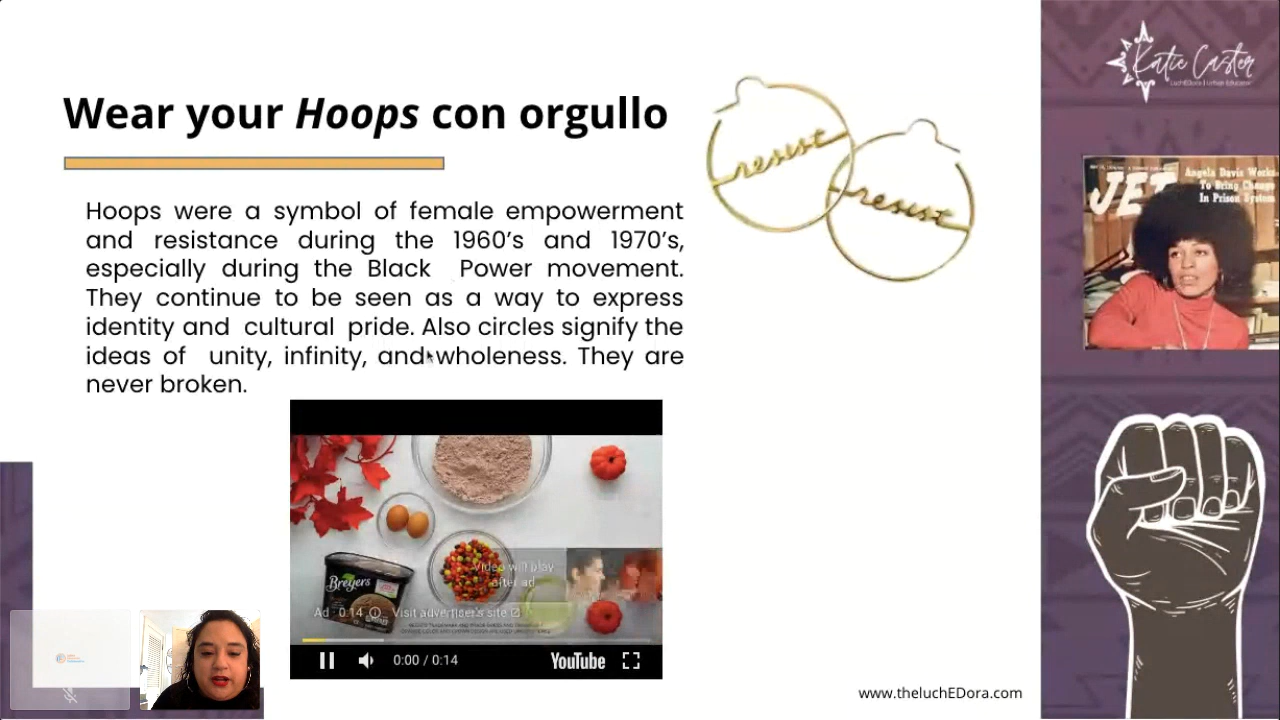 Wear your Hoops con orgullo
Hoops were a symbol of female empowerment
and resistance during the 1960’s and 1970’s,
especially during the Black Power movement.
They continue to be seen as a way to express
identity and cultural pride. Also circles signify the
ideas of unity, infinity, and wholeness. They are
never broken.
resist
resist
Katie Caster
LuchEDora | Urban Educator
JET
Angela Davis Works
To Bring Change
In Prison System
Breyers
Video will play
after ad
Ad · 0:14
Visit advertiser's site
0:00 / 0:14
YouTube
www.theluchEDora.com